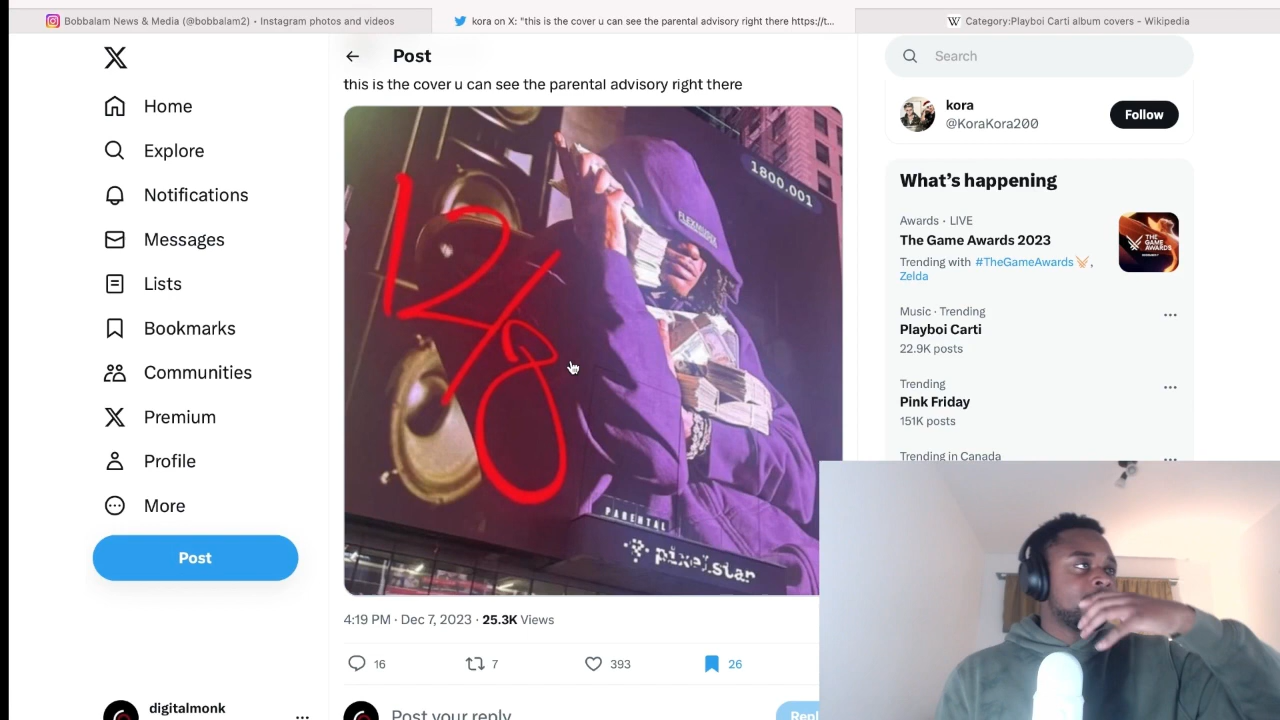 Bobbalam News & Media (@bobbalam2) • Instagram photos and videos
kora on X: "this is the cover u can see the parental advisory right there https://t...
Category:Playboi Carti album covers - Wikipedia
Post
Search
this is the cover u can see the parental advisory right there
Home
Explore
Notifications
Messages
Lists
Bookmarks
Communities
Premium
Profile
More
Post
digitalmonk
1800.001
12/8
PARENTAL
pixelstar
4:19 PM · Dec 7, 2023 · 25.3K Views
16
7
393
26
Post your reply
kora
@KoraKora200
Follow
What's happening
Awards · LIVE
The Game Awards 2023
Trending with #TheGameAwards,
Zelda
Music · Trending
Playboi Carti
22.9K posts
Trending
Pink Friday
151K posts
Trending in Canada